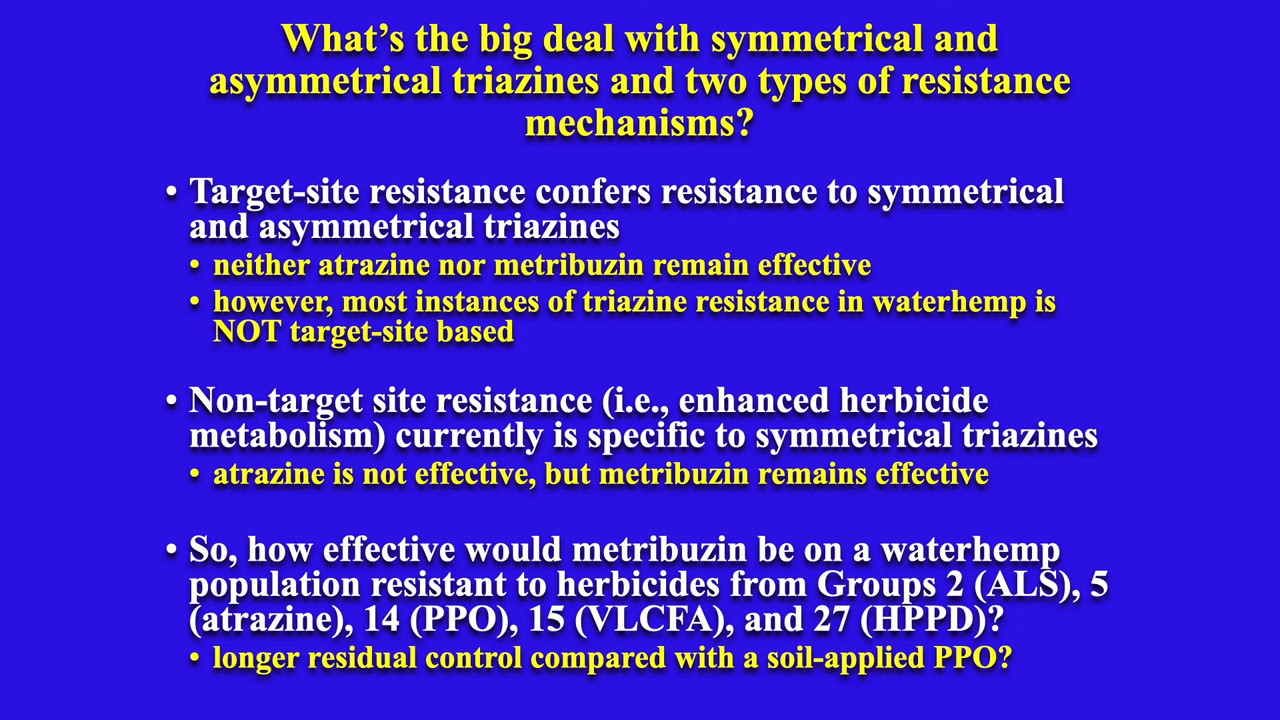 What's the big deal with symmetrical and
asymmetrical triazines and two types of resistance
mechanisms?
• Target-site resistance confers resistance to symmetrical
and asymmetrical triazines
• neither atrazine nor metribuzin remain effective
• however, most instances of triazine resistance in waterhemp is
NOT target-site based
• Non-target site resistance (i.e., enhanced herbicide
metabolism) currently is specific to symmetrical triazines
• atrazine is not effective, but metribuzin remains effective
• So, how effective would metribuzin be on a waterhemp
population resistant to herbicides from Groups 2 (ALS), 5
(atrazine), 14 (PPO), 15 (VLCFA), and 27 (HPPD)?
• longer residual control compared with a soil-applied PPO?